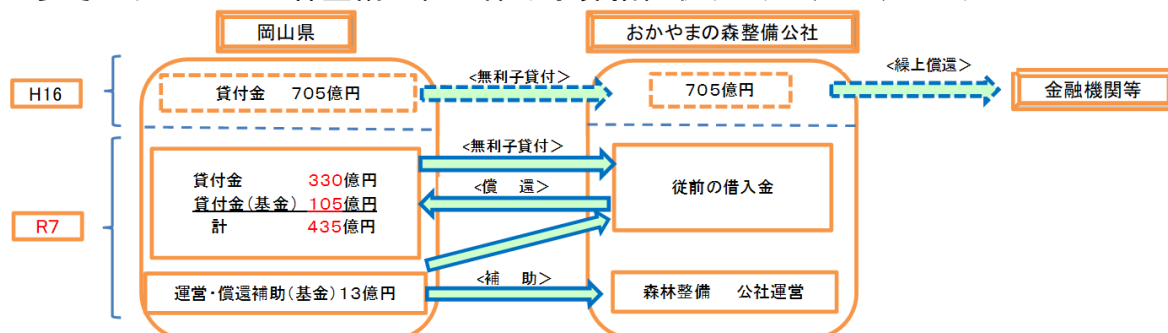 岡山県
おかやまの森整備公社
H16
貸付金 705億円
<無利子貸付>
705億円
<繰上償還>
金融機関等
R7
貸付金 330億円
貸付金(基金) 105億円
計 435億円
<無利子貸付>
<償 還>
従前の借入金
運営・償還補助(基金)13億円
<補 助>
森林整備 公社運営